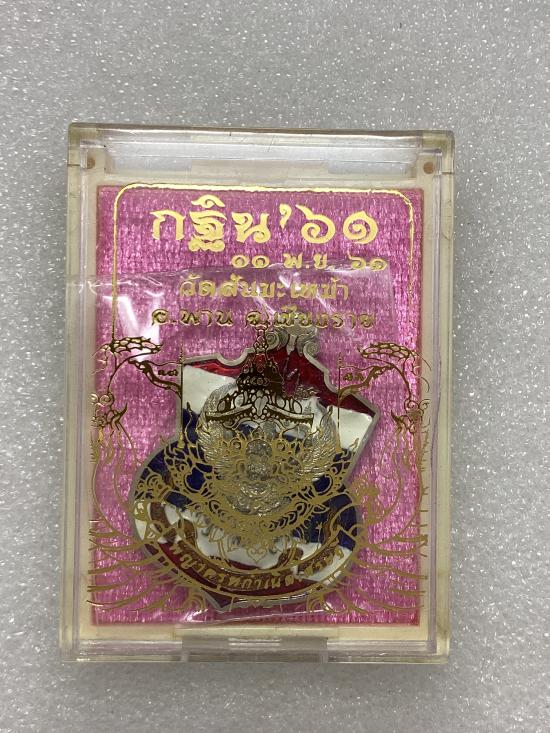 กฐิน'๖๑
๑๑ พ.ย. ๖๑
วัดสันมะเหม้า
อ.พาน จ.เชียงราย